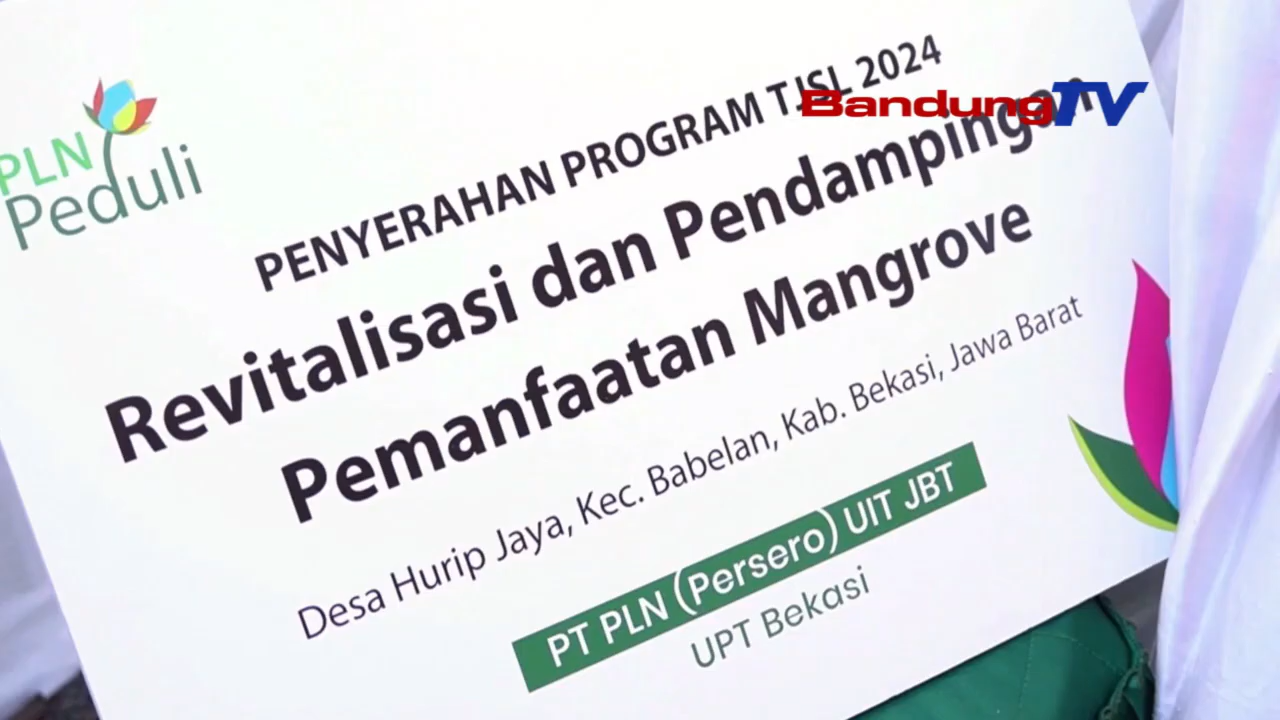 BandungTV
PLN
Peduli
PENYERAHAN PROGRAM TJSL 2024
Revitalisasi dan Pendampingan
Pemanfaatan Mangrove
Desa Hurip Jaya, Kec. Babelan, Kab. Bekasi, Jawa Barat
PT PLN (Persero) UIT JBT
UPT Bekasi